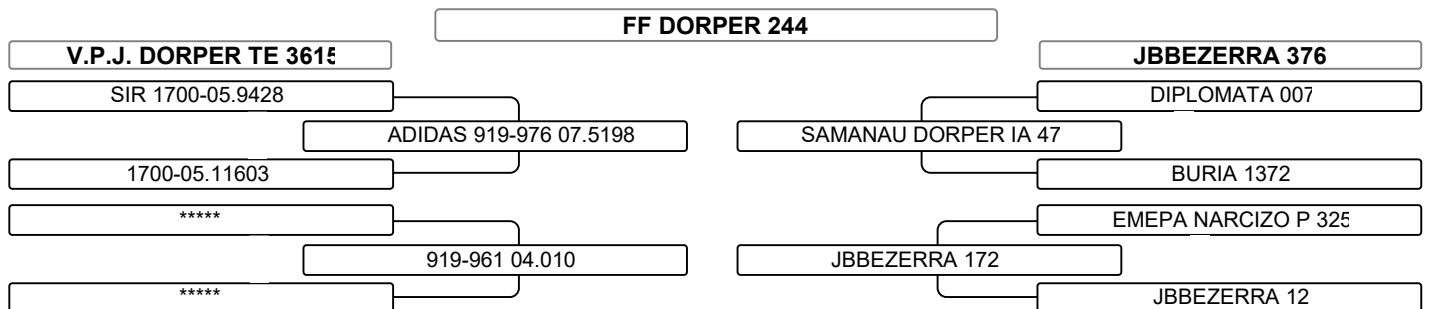 FF DORPER 244
V.P.J. DORPER TE 3615
JBBEZERRA 376
SIR 1700-05.9428
DIPLOMATA 007
ADIDAS 919-976 07.5198
SAMANAU DORPER IA 47
1700-05.11603
BURIA 1372
*****
EMEPA NARCIZO P 325
919-961 04.010
JBBEZERRA 172
*****
JBBEZERRA 12